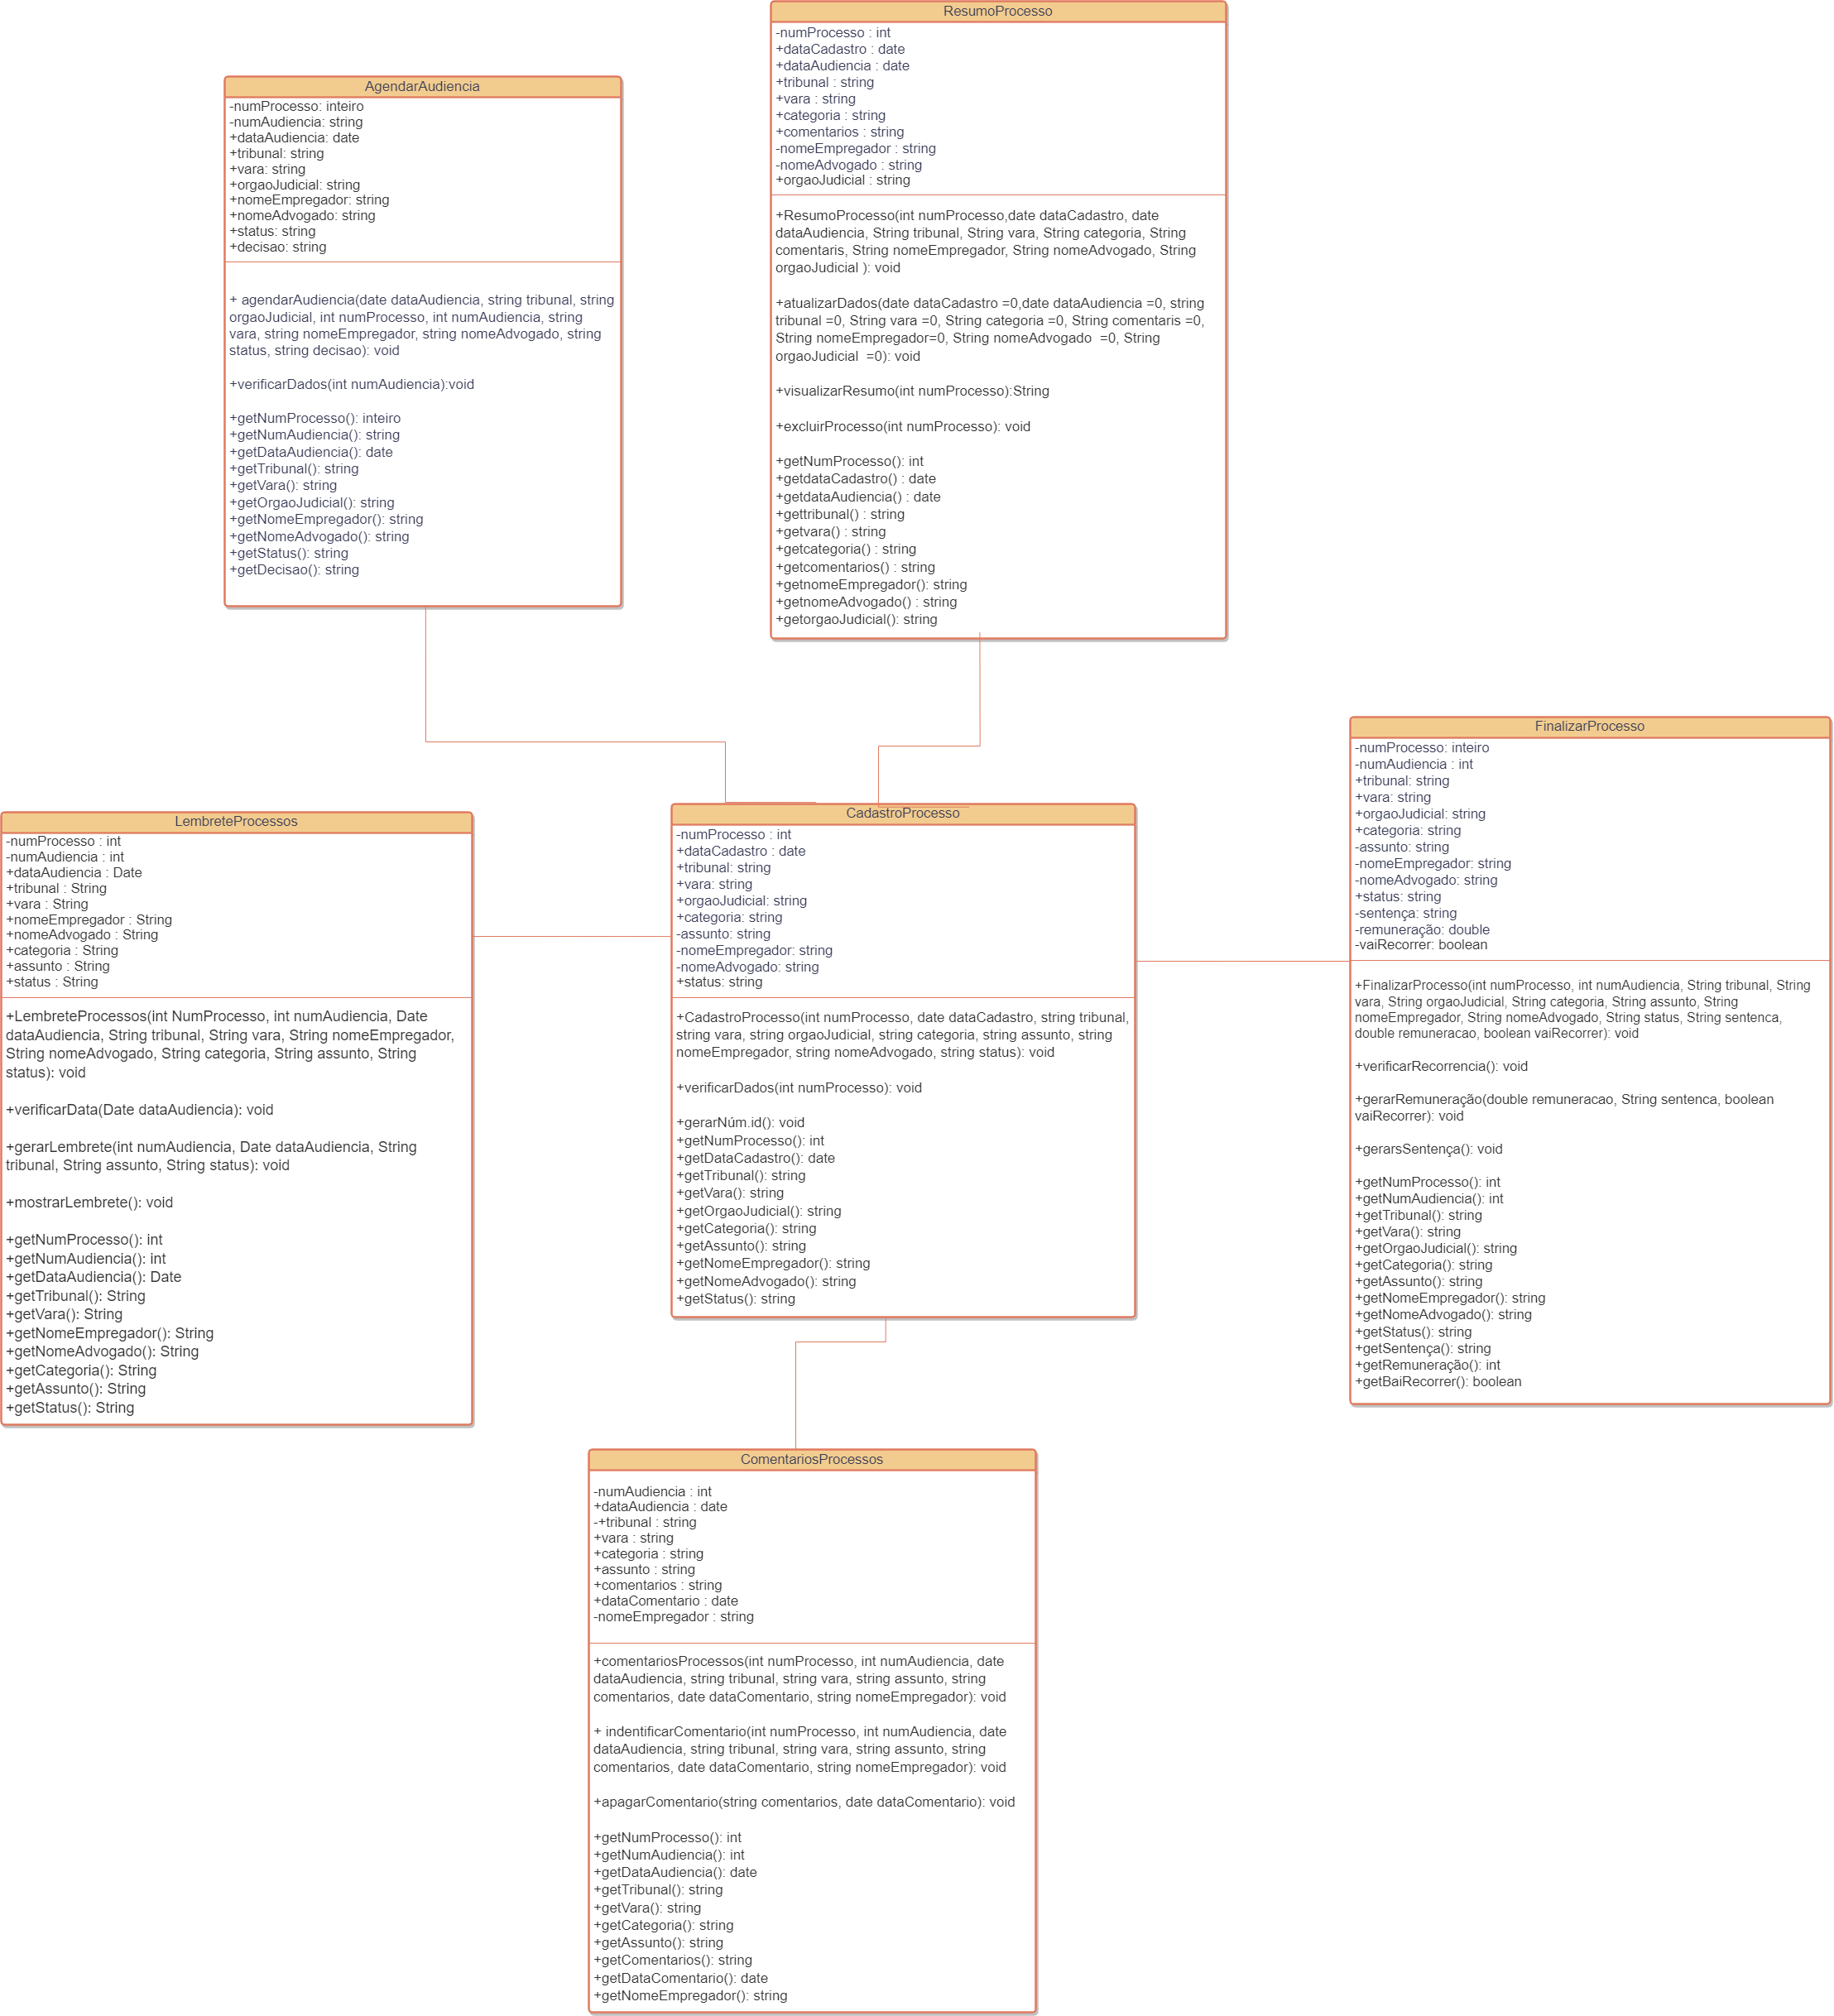 ResumoProcesso
-numProcesso : int
+dataCadastro : date
+dataAudiencia : date
+tribunal : string
+vara : string
+categoria : string
+comentarios : string
-nomeEmpregador : string
-nomeAdvogado : string
+orgaoJudicial : string
+ResumoProcesso(int numProcesso,date dataCadastro, date
dataAudiencia, String tribunal, String vara, String categoria, String
comentaris, String nomeEmpregador, String nomeAdvogado, String
orgaoJudicial ): void
+atualizarDados(date dataCadastro =0,date dataAudiencia =0, string
tribunal =0, String vara =0, String categoria =0, String comentaris =0,
String nomeEmpregador=0, String nomeAdvogado  =0, String
orgaoJudicial  =0): void
+visualizarResumo(int numProcesso):String
+excluirProcesso(int numProcesso): void
+getNumProcesso(): int
+getdataCadastro() : date
+getdataAudiencia() : date
+gettribunal() : string
+getvara() : string
+getcategoria() : string
+getcomentarios() : string
+getnomeEmpregador(): string
+getnomeAdvogado() : string
+getorgaoJudicial(): string
AgendarAudiencia
-numProcesso: inteiro
-numAudiencia: string
+dataAudiencia: date
+tribunal: string
+vara: string
+orgaoJudicial: string
+nomeEmpregador: string
+nomeAdvogado: string
+status: string
+decisao: string
+ agendarAudiencia(date dataAudiencia, string tribunal, string
orgaoJudicial, int numProcesso, int numAudiencia, string
vara, string nomeEmpregador, string nomeAdvogado, string
status, string decisao): void
+verificarDados(int numAudiencia):void
+getNumProcesso(): inteiro
+getNumAudiencia(): string
+getDataAudiencia(): date
+getTribunal(): string
+getVara(): string
+getOrgaoJudicial(): string
+getNomeEmpregador(): string
+getNomeAdvogado(): string
+getStatus(): string
+getDecisao(): string
FinalizarProcesso
-numProcesso: inteiro
-numAudiencia : int
+tribunal: string
+vara: string
+orgaoJudicial: string
+categoria: string
-assunto: string
-nomeEmpregador: string
-nomeAdvogado: string
+status: string
-sentença: string
-remuneração: double
-vaiRecorrer: boolean
+FinalizarProcesso(int numProcesso, int numAudiencia, String tribunal, String
vara, String orgaoJudicial, String categoria, String assunto, String
nomeEmpregador, String nomeAdvogado, String status, String sentenca,
double remuneracao, boolean vaiRecorrer): void
+verificarRecorrencia(): void
+gerarRemuneração(double remuneracao, String sentenca, boolean
vaiRecorrer): void
+gerarsSentença(): void
+getNumProcesso(): int
+getNumAudiencia(): int
+getTribunal(): string
+getVara(): string
+getOrgaoJudicial(): string
+getCategoria(): string
+getAssunto(): string
+getNomeEmpregador(): string
+getNomeAdvogado(): string
+getStatus(): string
+getSentença(): string
+getRemuneração(): int
+getBaiRecorrer(): boolean
CadastroProcesso
-numProcesso : int
+dataCadastro : date
+tribunal: string
+vara: string
+orgaoJudicial: string
+categoria: string
-assunto: string
-nomeEmpregador: string
-nomeAdvogado: string
+status: string
+CadastroProcesso(int numProcesso, date dataCadastro, string tribunal,
string vara, string orgaoJudicial, string categoria, string assunto, string
nomeEmpregador, string nomeAdvogado, string status): void
+verificarDados(int numProcesso): void
+gerarNúm.id(): void
+getNumProcesso(): int
+getDataCadastro(): date
+getTribunal(): string
+getVara(): string
+getOrgaoJudicial(): string
+getCategoria(): string
+getAssunto(): string
+getNomeEmpregador(): string
+getNomeAdvogado(): string
+getStatus(): string
LembreteProcessos
-numProcesso : int
-numAudiencia : int
+dataAudiencia : Date
+tribunal : String
+vara : String
+nomeEmpregador : String
+nomeAdvogado : String
+categoria : String
+assunto : String
+status : String
+LembreteProcessos(int NumProcesso, int numAudiencia, Date
dataAudiencia, String tribunal, String vara, String nomeEmpregador,
String nomeAdvogado, String categoria, String assunto, String
status): void
+verificarData(Date dataAudiencia): void
+gerarLembrete(int numAudiencia, Date dataAudiencia, String
tribunal, String assunto, String status): void
+mostrarLembrete(): void
+getNumProcesso(): int
+getNumAudiencia(): int
+getDataAudiencia(): Date
+getTribunal(): String
+getVara(): String
+getNomeEmpregador(): String
+getNomeAdvogado(): String
+getCategoria(): String
+getAssunto(): String
+getStatus(): String
ComentariosProcessos
-numAudiencia : int
+dataAudiencia : date
-+tribunal : string
+vara : string
+categoria : string
+assunto : string
+comentarios : string
+dataComentario : date
-nomeEmpregador : string
+comentariosProcessos(int numProcesso, int numAudiencia, date
dataAudiencia, string tribunal, string vara, string assunto, string
comentarios, date dataComentario, string nomeEmpregador): void
+ indentificarComentario(int numProcesso, int numAudiencia, date
dataAudiencia, string tribunal, string vara, string assunto, string
comentarios, date dataComentario, string nomeEmpregador): void
+apagarComentario(string comentarios, date dataComentario): void
+getNumProcesso(): int
+getNumAudiencia(): int
+getDataAudiencia(): date
+getTribunal(): string
+getVara(): string
+getCategoria(): string
+getAssunto(): string
+getComentarios(): string
+getDataComentario(): date
+getNomeEmpregador(): string